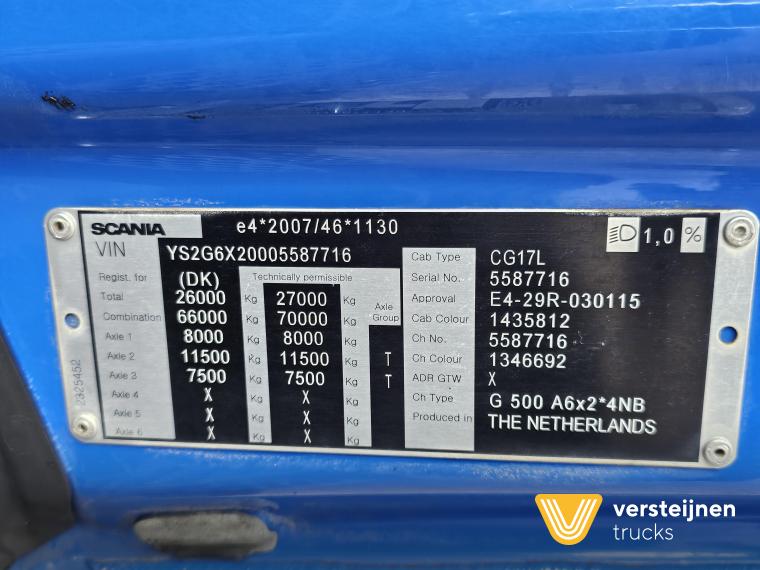 SCANIA e4*2007/46*1130 1,0 %
VIN YS2G6X20005587716
Regist. for (DK) Technically permissible
Total 26000 Kg 27000 Kg
Combination 66000 Kg 70000 Kg Axle Group
Axle 1 8000 Kg 8000 Kg
Axle 2 11500 Kg 11500 Kg T
Axle 3 7500 Kg 7500 Kg T
Axle 4 X Kg X Kg
Axle 5 X Kg X Kg
Axle 6 X Kg X Kg
Cab Type CG17L
Serial No. 5587716
Approval E4-29R-030115
Cab Colour 1435812
Ch No. 5587716
Ch Colour 1346692
ADR GTW X
Ch Type G 500 A6x2*4NB
Produced in THE NETHERLANDS
2325452
versteijnen
trucks